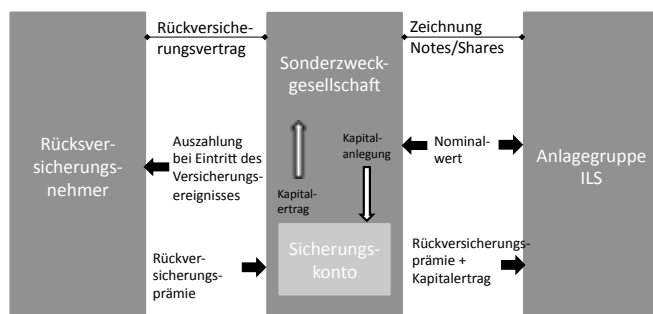 Rückversiche-
rungsvertrag
Zeichnung
Notes/Shares
Sonderzweck-
gesellschaft
Rücksver-
sicherungs-
nehmer
Auszahlung
bei Eintritt des
Versicherungs-
ereignisses
Kapital-
anlegung
Kapital-
ertrag
Nominal-
wert
Anlagegruppe
ILS
Rückver-
sicherungs-
prämie
Sicherungs-
konto
Rückversicherungs-
prämie +
Kapitalertrag